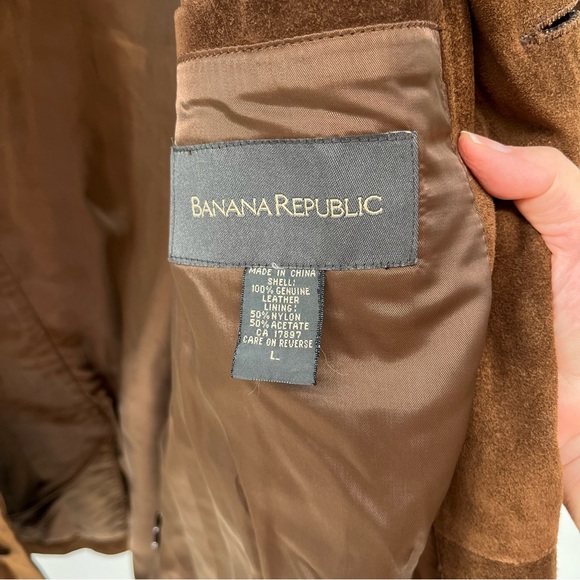 BANANA REPUBLIC
MADE IN CHINA
SHELL:
100% GENUINE
LEATHER
LINING:
50% NYLON
50% ACETATE
CA 17897
CARE ON REVERSE
L